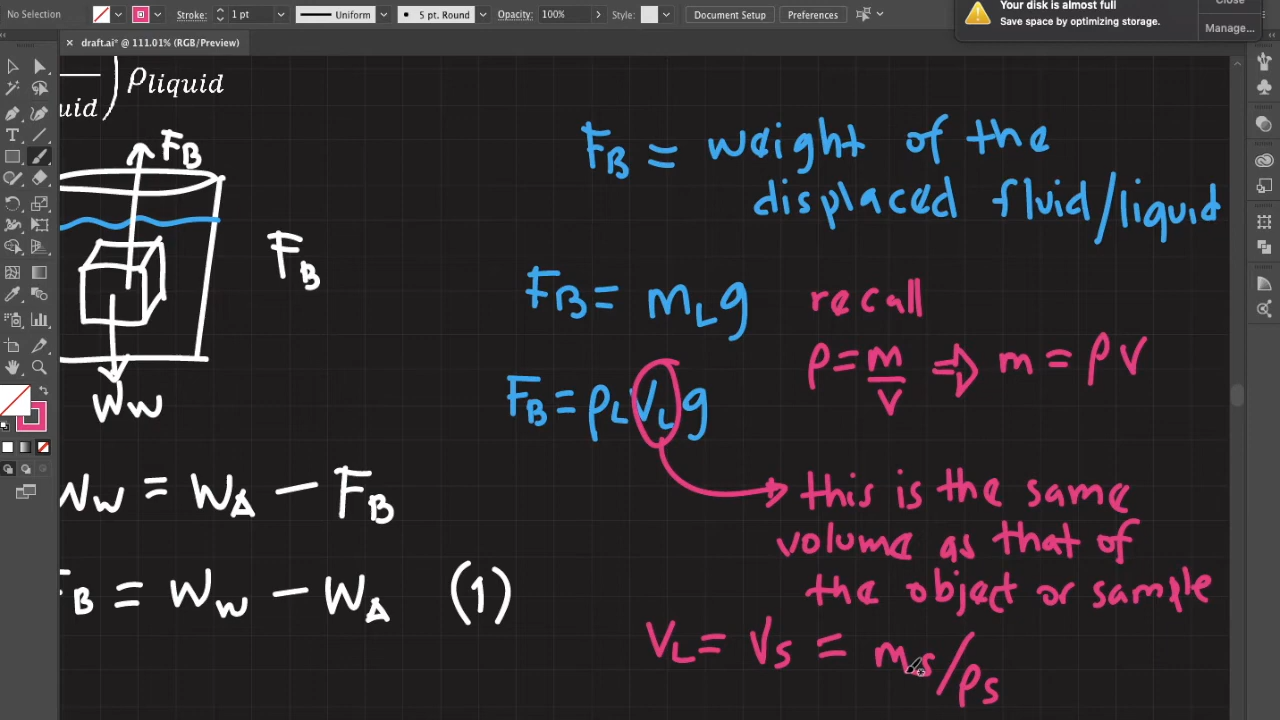 No Selection
Stroke:
1 pt
Uniform
5 pt. Round
Opacity:
100%
Style:
Document Setup
Preferences
Your disk is almost full
Save space by optimizing storage.
Close
Manage...
× draft.ai* @ 111.01% (RGB/Preview)
uid) ρliquid
FB
FB
WW
WW = WA − FB
FB = WW − WA (1)
FB = weight of the
displaced fluid/liquid
FB = mLg
recall
ρ = m/V ⇒ m = ρV
FB = ρLVLg
this is the same
volume as that of
the object or sample
VL = VS = ms/ρs